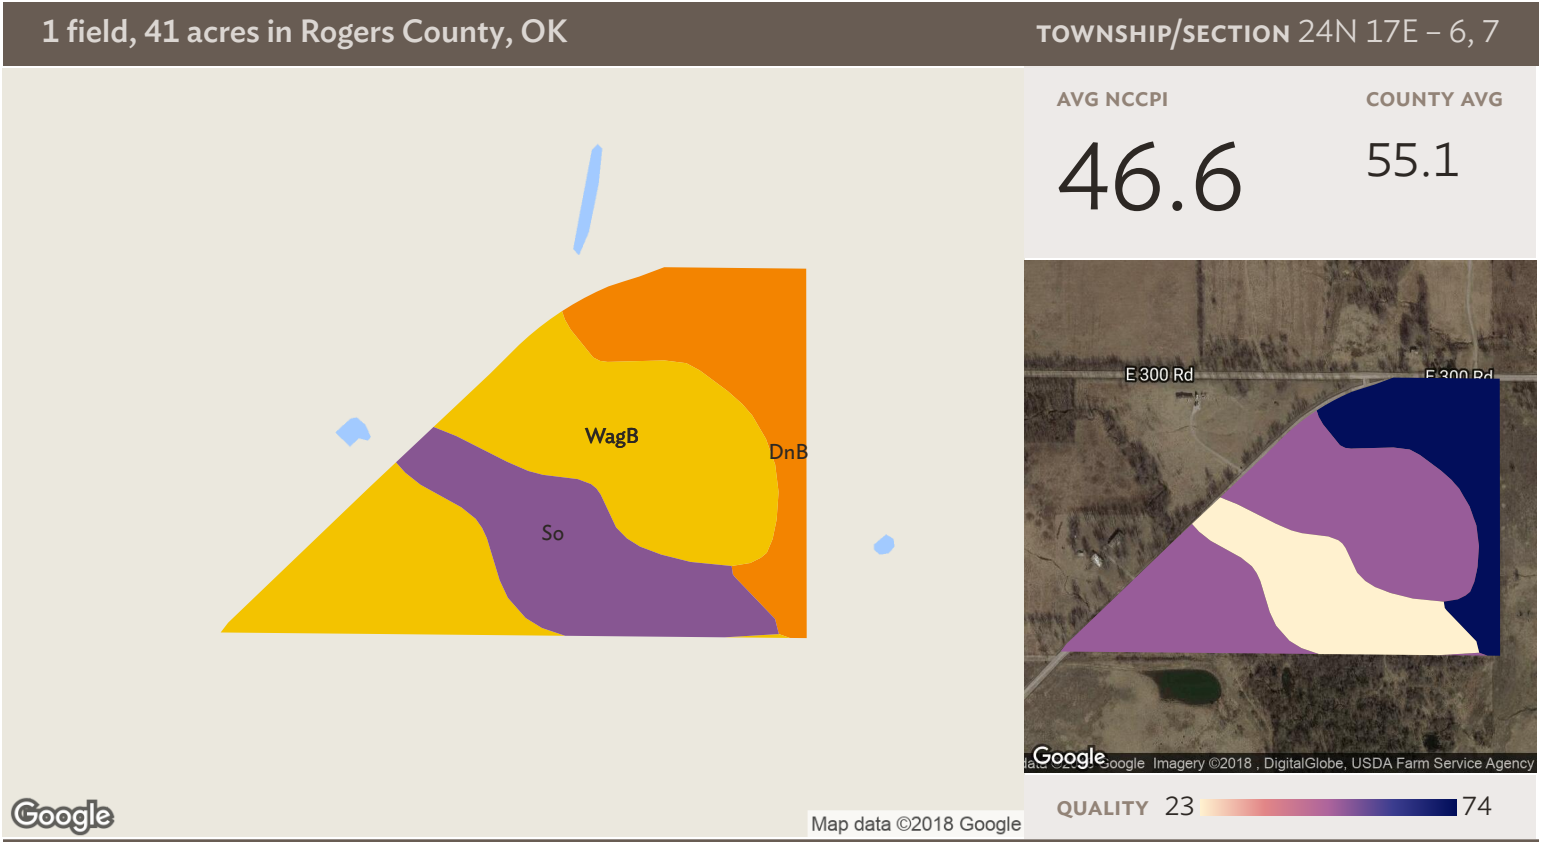 1 field, 41 acres in Rogers County, OK
TOWNSHIP/SECTION 24N 17E – 6, 7
AVG NCCPI
COUNTY AVG
46.6
55.1
E 300 Rd
E 300 Rd
WagB
DnB
So
Google
Map data ©2018 Google
Google
Google Imagery ©2018 , DigitalGlobe, USDA Farm Service Agency
QUALITY 23 74